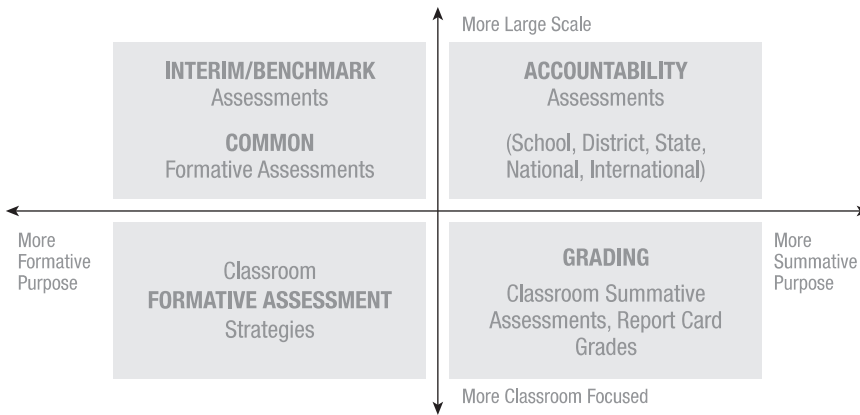 More Large Scale
INTERIM/BENCHMARK
Assessments
COMMON
Formative Assessments
ACCOUNTABILITY
Assessments
(School, District, State,
National, International)
More
Formative
Purpose
More
Summative
Purpose
Classroom
FORMATIVE ASSESSMENT
Strategies
GRADING
Classroom Summative
Assessments, Report Card
Grades
More Classroom Focused